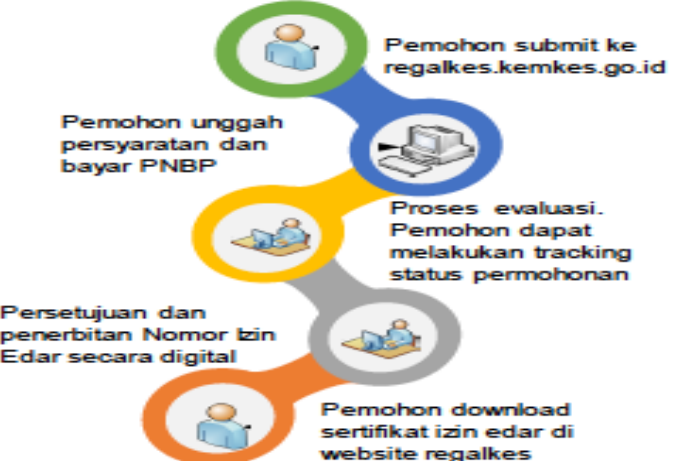 Pemohon submit ke
regalkes.kemkes.go.id
Pemohon unggah
persyaratan dan
bayar PNBP
Proses evaluasi.
Pemohon dapat
melakukan tracking
status permohonan
Persetujuan dan
penerbitan Nomor Izin
Edar secara digital
Pemohon download
sertifikat izin edar di
website regalkes